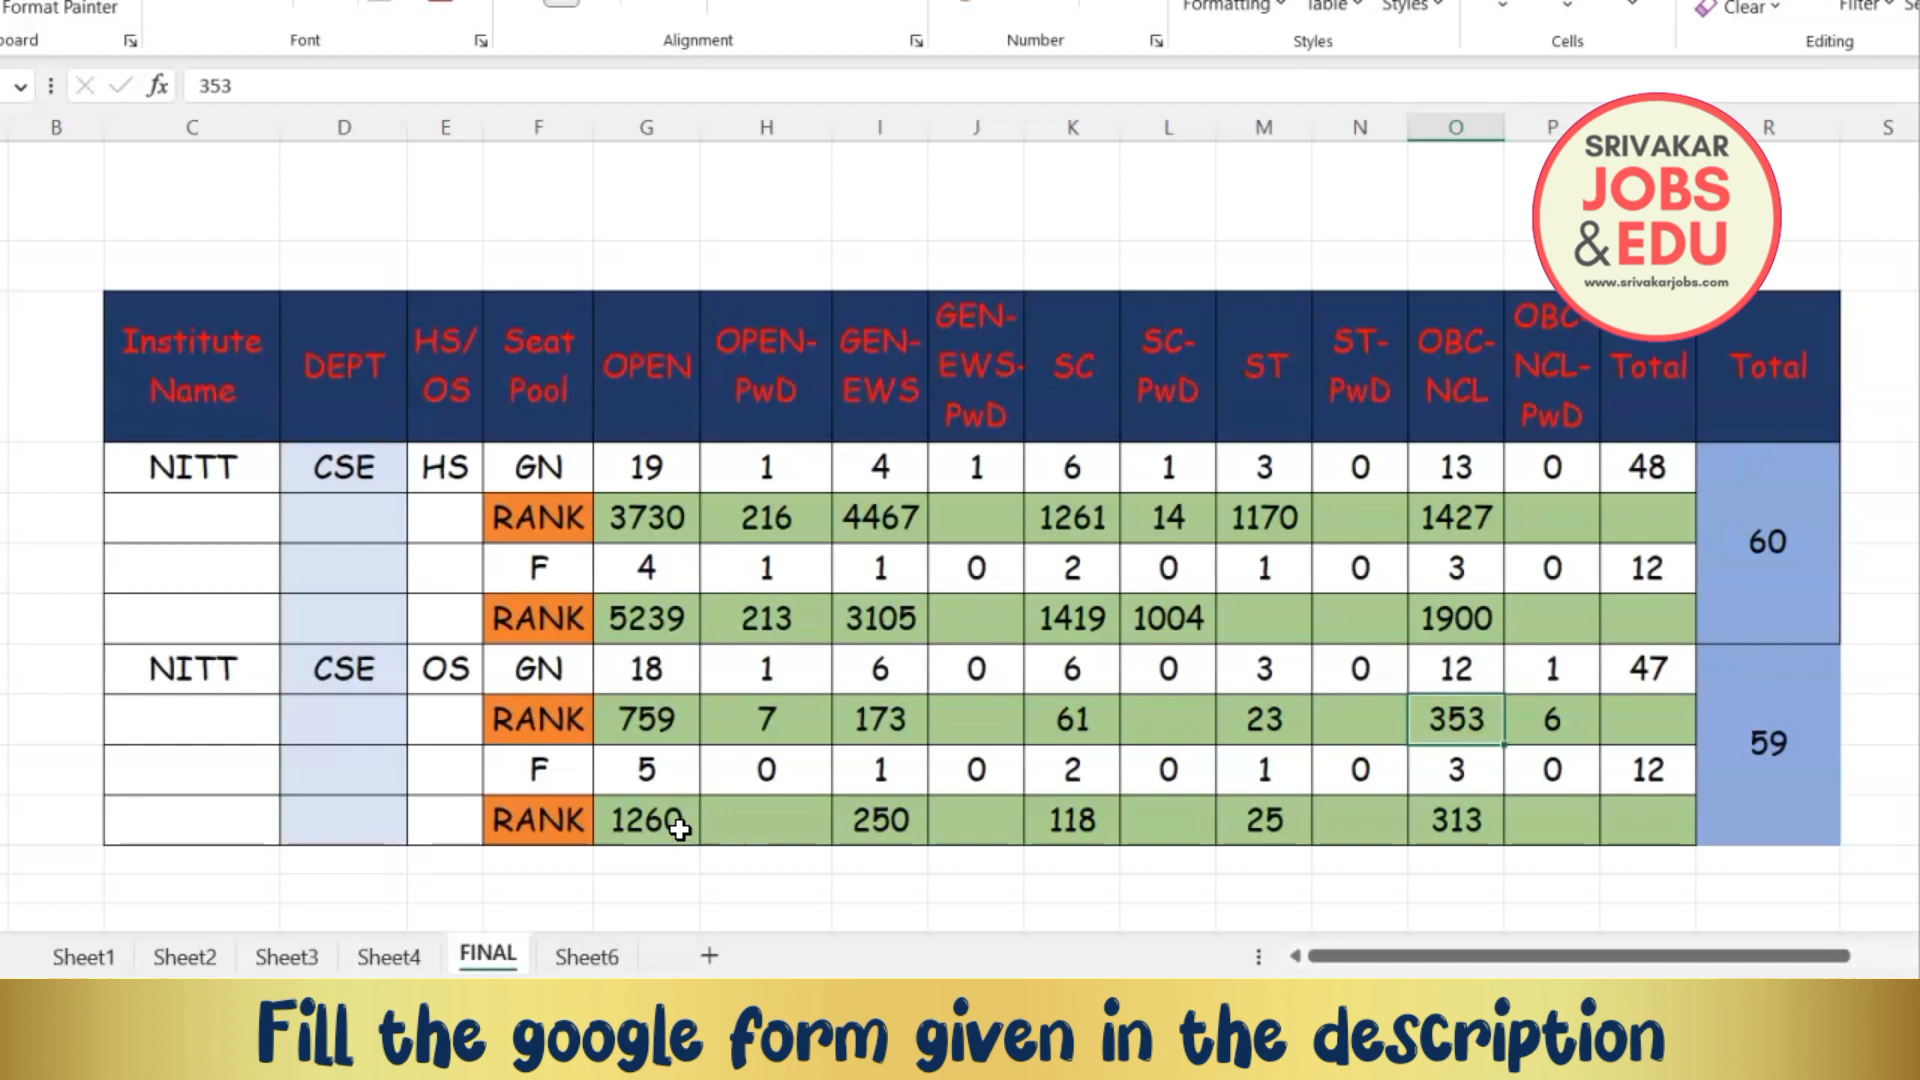 Format Painter
Formatting Table Styles Clear Filter
oard Font Alignment Number Styles Cells Editing
fx 353
B C D E F G H I J K L M N O P R S
SRIVAKAR
JOBS
&EDU
www.srivakarjobs.com
Institute Name DEPT HS/ OS Seat Pool OPEN OPEN-PwD GEN-EWS GEN-EWS-PwD SC SC-PwD ST ST-PwD OBC-NCL OBC NCL-PwD Total Total
NITT CSE HS GN 19 1 4 1 6 1 3 0 13 0 48 60
RANK 3730 216 4467 1261 14 1170 1427
F 4 1 1 0 2 0 1 0 3 0 12
RANK 5239 213 3105 1419 1004 1900
NITT CSE OS GN 18 1 6 0 6 0 3 0 12 1 47 59
RANK 759 7 173 61 23 353 6
F 5 0 1 0 2 0 1 0 3 0 12
RANK 1260 250 118 25 313
Sheet1 Sheet2 Sheet3 Sheet4 FINAL Sheet6 +
Fill the google form given in the description